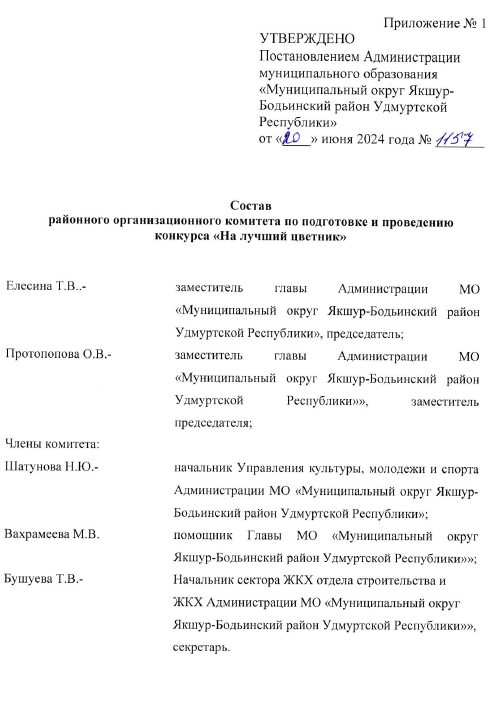 Приложение № 1
УТВЕРЖДЕНО
Постановлением Администрации
муниципального образования
«Муниципальный округ Якшур-
Бодьинский район Удмуртской
Республики»
от «20» июня 2024 года № 1157
Состав
районного организационного комитета по подготовке и проведению
конкурса «На лучший цветник»
Елесина Т.В..- заместитель главы Администрации МО
«Муниципальный округ Якшур-Бодьинский район
Удмуртской Республики», председатель;
Протопопова О.В.- заместитель главы Администрации МО
«Муниципальный округ Якшур-Бодьинский район
Удмуртской Республики»», заместитель
председателя;
Члены комитета:
Шатунова Н.Ю.- начальник Управления культуры, молодежи и спорта
Администрации МО «Муниципальный округ Якшур-
Бодьинский район Удмуртской Республики»;
Вахрамеева М.В. помощник Главы МО «Муниципальный округ
Якшур-Бодьинский район Удмуртской Республики»»;
Бушуева Т.В.- Начальник сектора ЖКХ отдела строительства и
ЖКХ Администрации МО «Муниципальный округ
Якшур-Бодьинский район Удмуртской Республики»»,
секретарь.